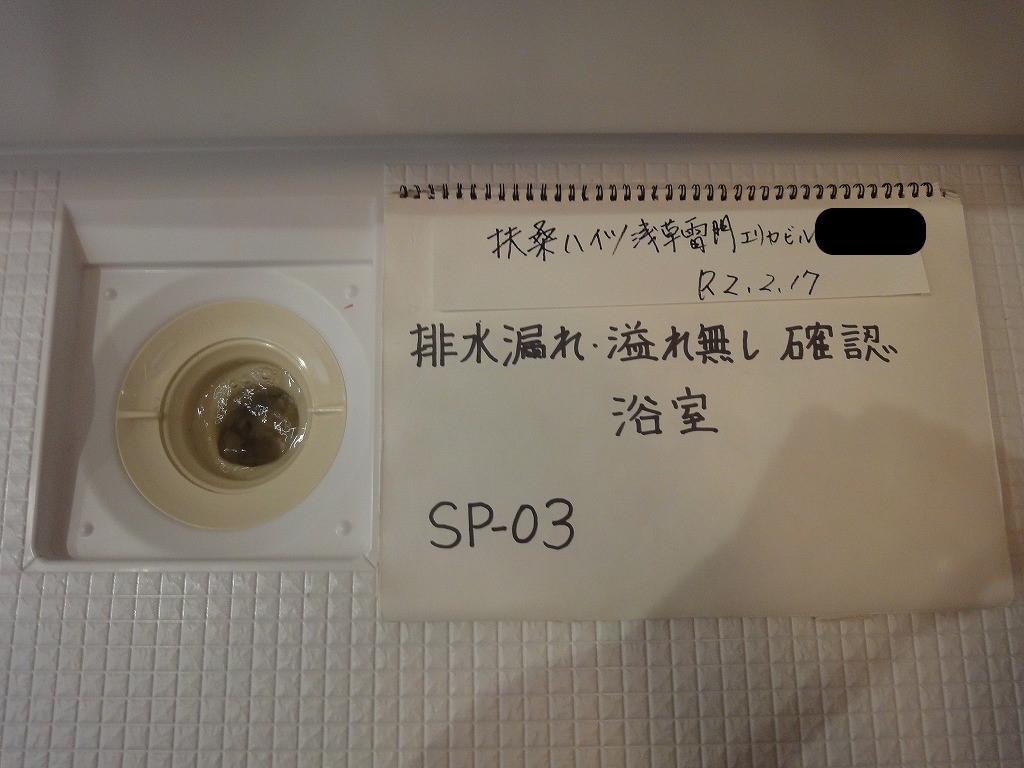 扶桑ハイツ浅草雷門エリカビル
R2.2.17
排水漏れ・溢れ無し 確認
浴室
SP-03